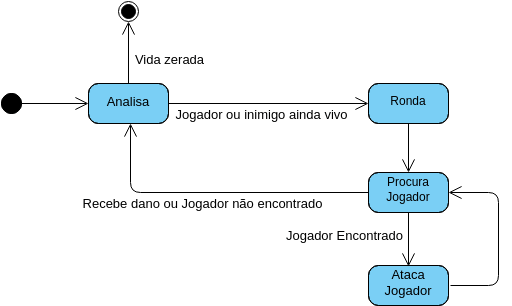 Vida zerada
Analisa
Ronda
Jogador ou inimigo ainda vivo
Procura
Jogador
Recebe dano ou Jogador não encontrado
Jogador Encontrado
Ataca
Jogador